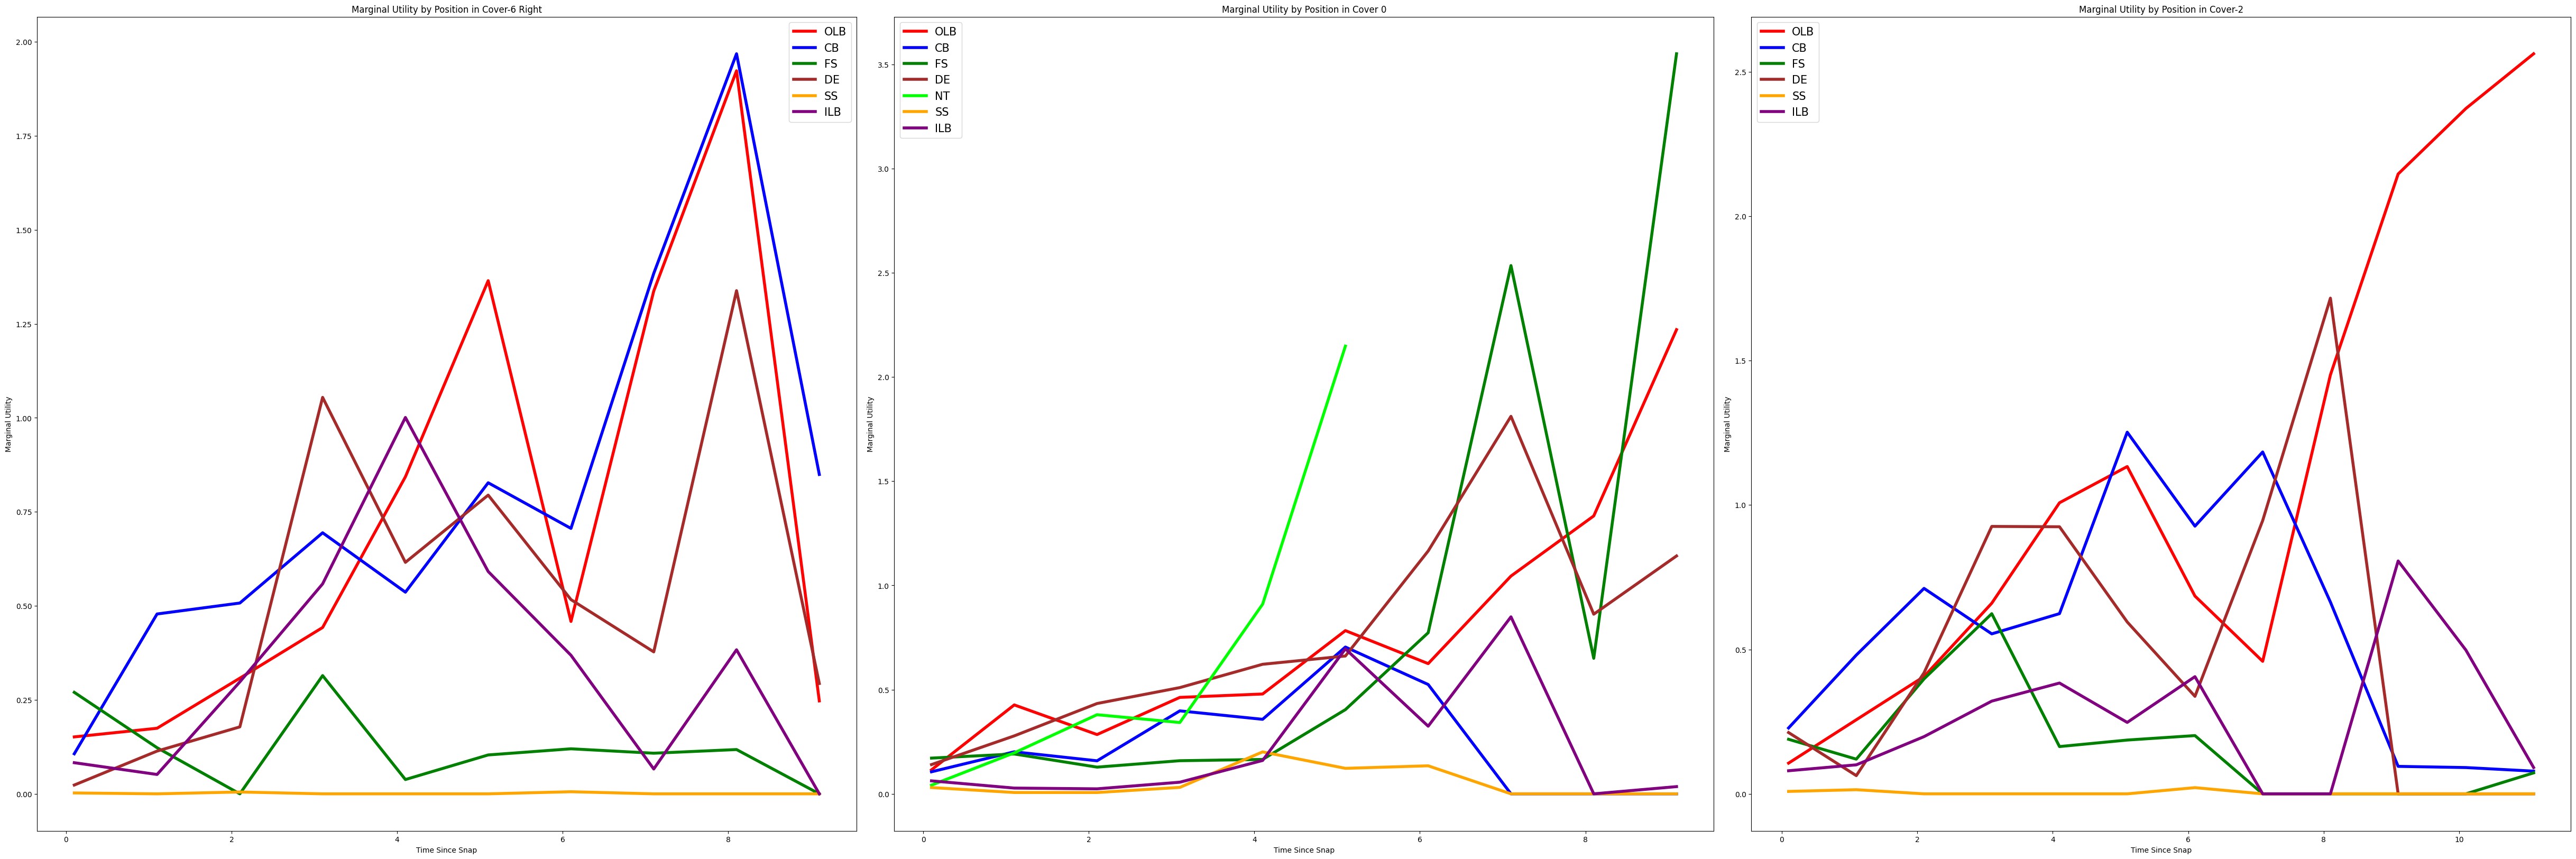 Marginal Utility by Position in Cover-6 Right
OLB
CB
FS
DE
SS
ILB
2.00
1.75
1.50
1.25
1.00
0.75
0.50
0.25
0.00
Marginal Utility
0 2 4 6 8
Time Since Snap
Marginal Utility by Position in Cover 0
OLB
CB
FS
DE
NT
SS
ILB
3.5
3.0
2.5
2.0
1.5
1.0
0.5
0.0
Marginal Utility
0 2 4 6 8
Time Since Snap
Marginal Utility by Position in Cover-2
OLB
CB
FS
DE
SS
ILB
2.5
2.0
1.5
1.0
0.5
0.0
Marginal Utility
0 2 4 6 8 10
Time Since Snap